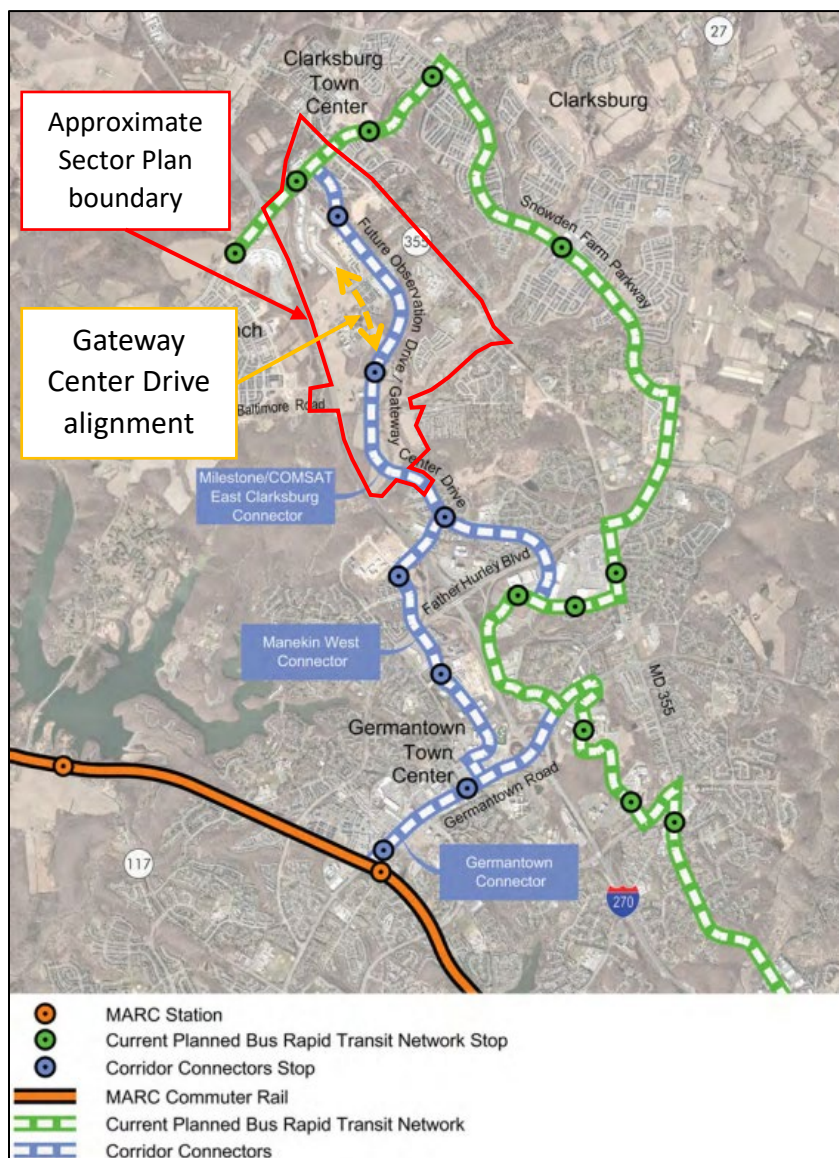 27
Clarksburg
Town
Center
Clarksburg
Approximate
Sector Plan
boundary
Snowden Farm Parkway
355
Future Observation Drive / Gateway Center Drive
Gateway
Center Drive
alignment
nch
Baltimore Road
Milestone/COMSAT
East Clarksburg
Connector
Father Hurley Blvd
Manekin West
Connector
MD 355
Germantown
Town
Center
Germantown Road
117
Germantown
Connector
270
MARC Station
Current Planned Bus Rapid Transit Network Stop
Corridor Connectors Stop
MARC Commuter Rail
Current Planned Bus Rapid Transit Network
Corridor Connectors